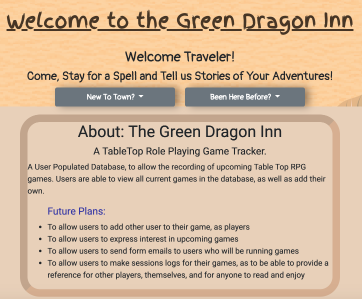 Welcome to the Green Dragon Inn
Welcome Traveler!
Come, Stay for a Spell and Tell us Stories of Your Adventures!
New To Town?
Been Here Before?
About: The Green Dragon Inn
A TableTop Role Playing Game Tracker.
A User Populated Database, to allow the recording of upcoming Table Top RPG
games. Users are able to view all current games in the database, as well as add their
own.
Future Plans:
To allow users to add other user to their game, as players
To allow users to express interest in upcoming games
To allow users to send form emails to users who will be running games
To allow users to make sessions logs for their games, as to be able to provide a
reference for other players, themselves, and for anyone to read and enjoy